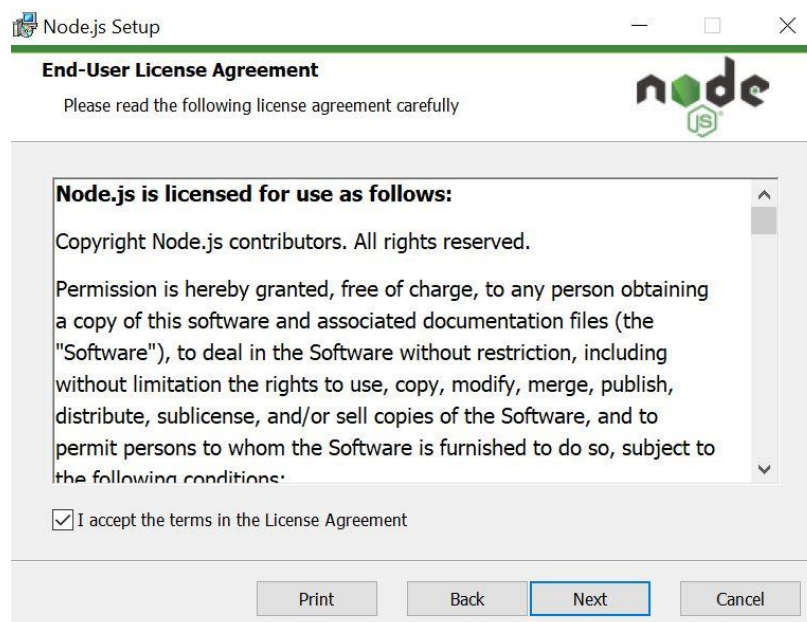 Node.js Setup
End-User License Agreement
Please read the following license agreement carefully
node
JS
Node.js is licensed for use as follows:
Copyright Node.js contributors. All rights reserved.
Permission is hereby granted, free of charge, to any person obtaining
a copy of this software and associated documentation files (the
"Software"), to deal in the Software without restriction, including
without limitation the rights to use, copy, modify, merge, publish,
distribute, sublicense, and/or sell copies of the Software, and to
permit persons to whom the Software is furnished to do so, subject to
the following conditions:
I accept the terms in the License Agreement
Print
Back
Next
Cancel